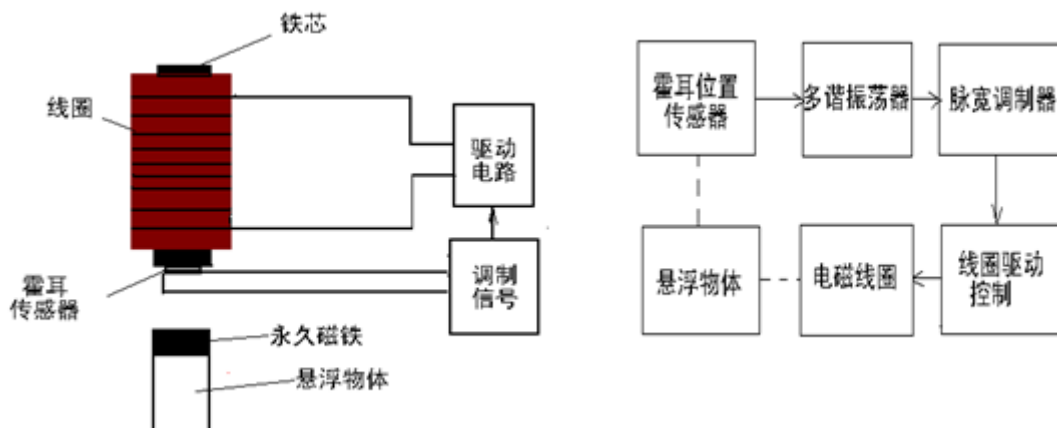 铁芯
线圈
驱动
电路
霍耳
传感器
调制
信号
永久磁铁
悬浮物体
霍耳位置
传感器
多谐振荡器
脉宽调制器
悬浮物体
电磁线圈
线圈驱动
控制